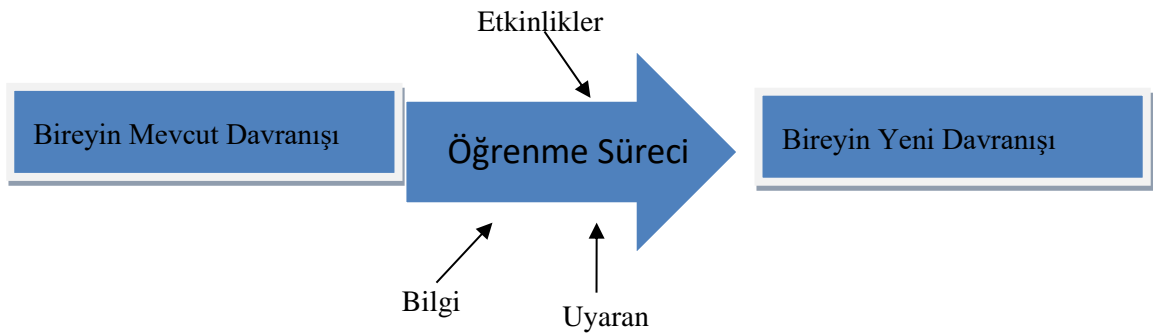 Etkinlikler
Bireyin Mevcut Davranışı
Öğrenme Süreci
Bireyin Yeni Davranışı
Bilgi
Uyaran